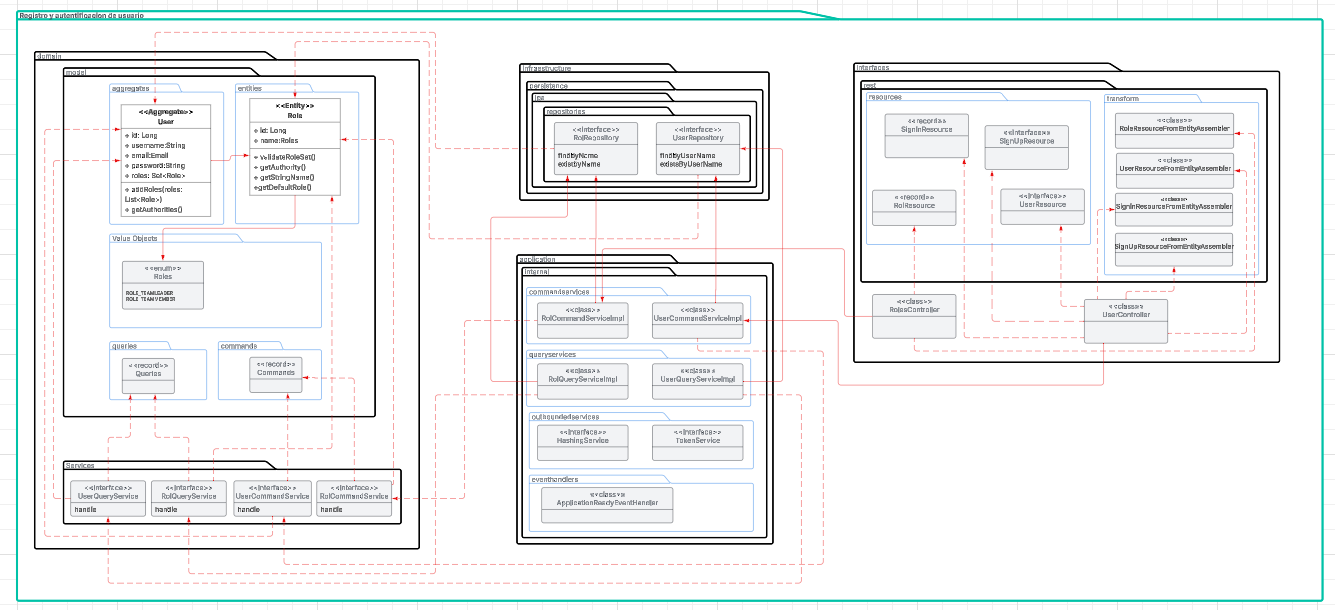 Registro y autentificacion de usuario
domain
model
aggregates
<<Aggregate>>
User
+ id: Long
+ username:String
+ email:Email
+ password:String
+ roles: Set<Role>
+ addRoles(roles:
List<Role>)
+ getAuthorities()
entities
<<Entity>>
Role
+ id: Long
+ name:Roles
+ validateRoleSet()
+ getAuthority()
+ getStringName()
+getDefaultRole()
Value Objects
<<enum>>
Roles
ROLE_TEAMLEADER
ROLE_TEAMMEMBER
queries
<<record>>
Queries
commands
<<record>>
Commands
Services
<<Interface>>
UserQueryService
handle
<<Interface>>
RolQueryService
handle
<<Interface>>
UserCommandService
handle
<<Interface>>
RolCommandService
handle
infrastructure
persistence
jpa
repositories
<<Interface>>
RolRepository
findbyName
existbyName
<<Interface>>
UserRepository
findbyUserName
existsByUserName
application
internal
commandservices
<<class>>
RolCommandServiceImpl
<<class>>
UserCommandServiceImpl
queryservices
<<class>>
RolQueryServiceImpl
<<class>>
UserQueryServiceImpl
outboundedservices
<<Interface>>
HashingService
<<Interface>>
TokenService
eventhandlers
<<class>>
ApplicationReadyEventHandler
interfaces
rest
resources
<<record>>
SignInResource
<<Interface>>
SignUpResource
<<record>>
RolResource
<<Interface>>
UserResource
transform
<<class>>
RoleResourceFromEntityAssembler
<<class>>
UserResourceFromEntityAssembler
<<class>>
SignInResourceFromEntityAssembler
<<class>>
SignUpResourceFromEntityAssembler
<<class>>
RolesController
<<class>>
UserController